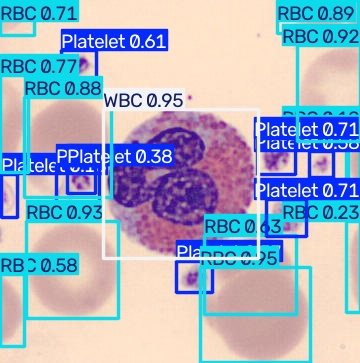 RBC 0.71
RBC 0.89
Platelet 0.61
RBC 0.92
RBC 0.77
RBC 0.88
WBC 0.95
Platelet 0.71
Platelet 0.38
Platelet 0.71
RBC 0.93
RBC 0.23
RBC 0.63
RBC 0.95
RBC 0.58